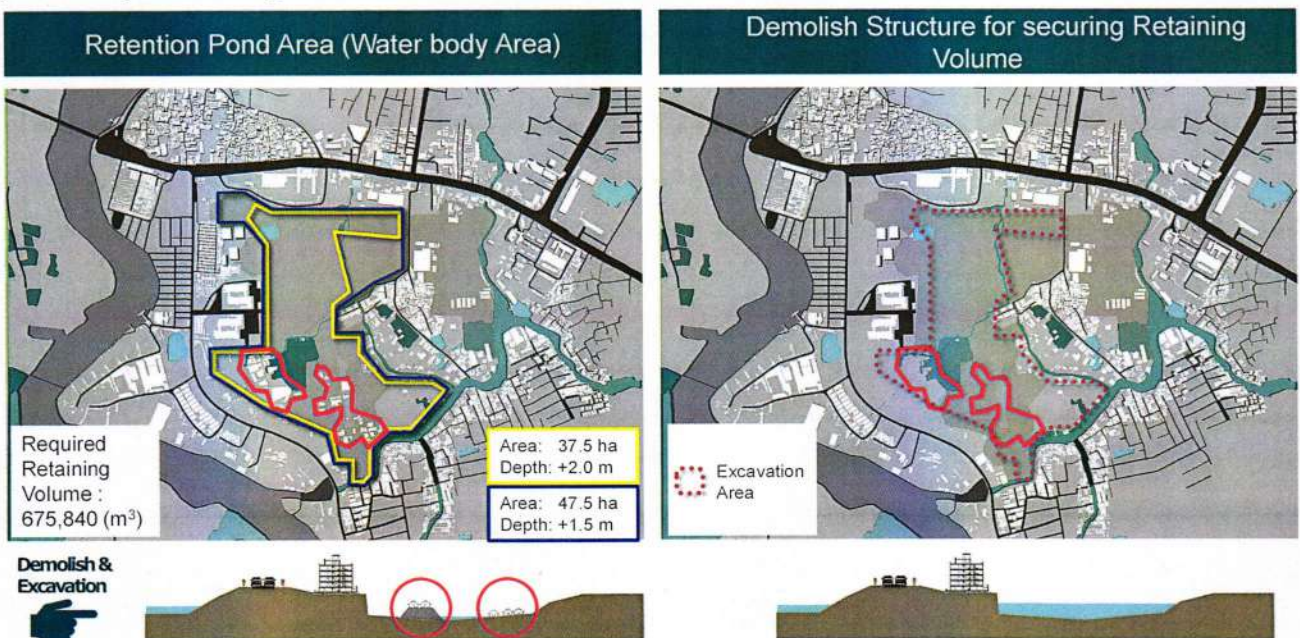 Retention Pond Area (Water body Area)
Demolish Structure for securing Retaining
Volume
Required
Retaining
Volume :
675,840 (m³)
Area: 37.5 ha
Depth: +2.0 m
Area: 47.5 ha
Depth: +1.5 m
Excavation
Area
Demolish &
Excavation